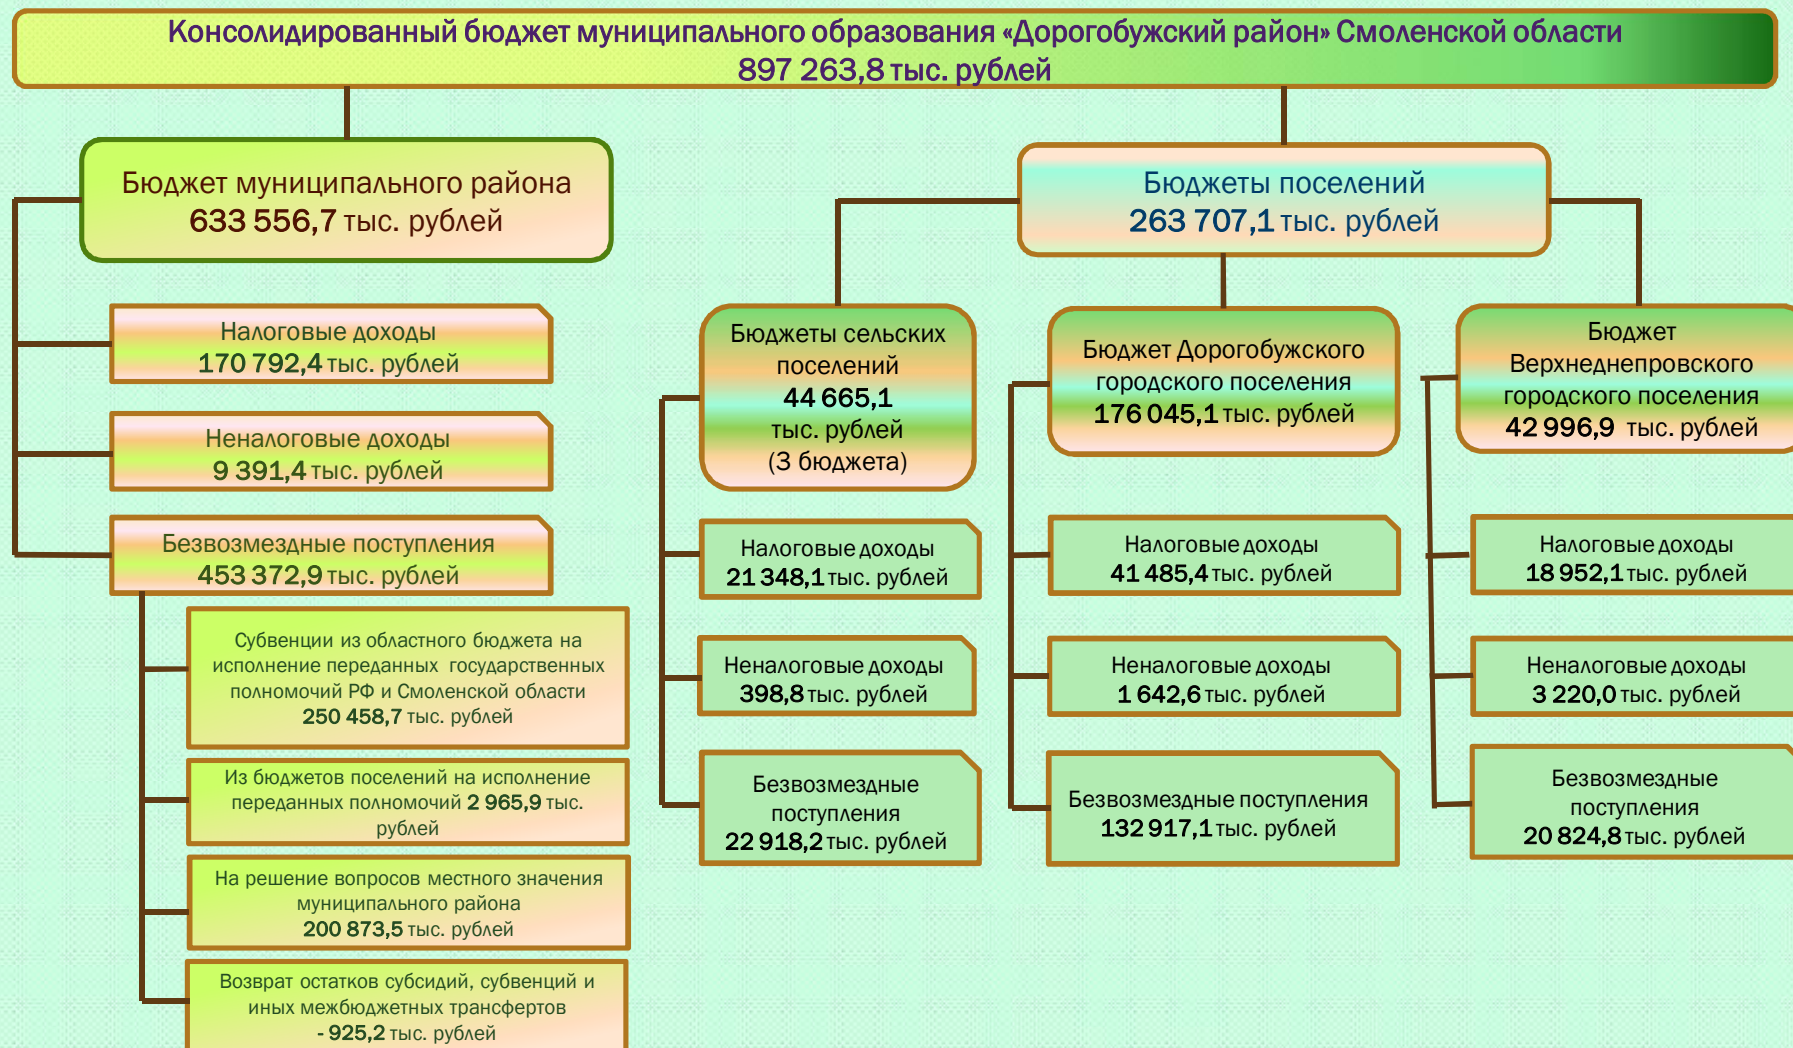 Консолидированный бюджет муниципального образования «Дорогобужский район» Смоленской области
897 263,8 тыс. рублей
Бюджет муниципального района
633 556,7 тыс. рублей
Налоговые доходы
170 792,4 тыс. рублей
Неналоговые доходы
9 391,4 тыс. рублей
Безвозмездные поступления
453 372,9 тыс. рублей
Субвенции из областного бюджета на
исполнение переданных государственных
полномочий РФ и Смоленской области
250 458,7 тыс. рублей
Из бюджетов поселений на исполнение
переданных полномочий 2 965,9 тыс.
рублей
На решение вопросов местного значения
муниципального района
200 873,5 тыс. рублей
Возврат остатков субсидий, субвенций и
иных межбюджетных трансфертов
- 925,2 тыс. рублей
Бюджеты поселений
263 707,1 тыс. рублей
Бюджеты сельских
поселений
44 665,1
тыс. рублей
(3 бюджета)
Налоговые доходы
21 348,1 тыс. рублей
Неналоговые доходы
398,8 тыс. рублей
Безвозмездные
поступления
22 918,2 тыс. рублей
Бюджет Дорогобужского
городского поселения
176 045,1 тыс. рублей
Налоговые доходы
41 485,4 тыс. рублей
Неналоговые доходы
1 642,6 тыс. рублей
Безвозмездные поступления
132 917,1 тыс. рублей
Бюджет
Верхнеднепровского
городского поселения
42 996,9 тыс. рублей
Налоговые доходы
18 952,1 тыс. рублей
Неналоговые доходы
3 220,0 тыс. рублей
Безвозмездные
поступления
20 824,8 тыс. рублей